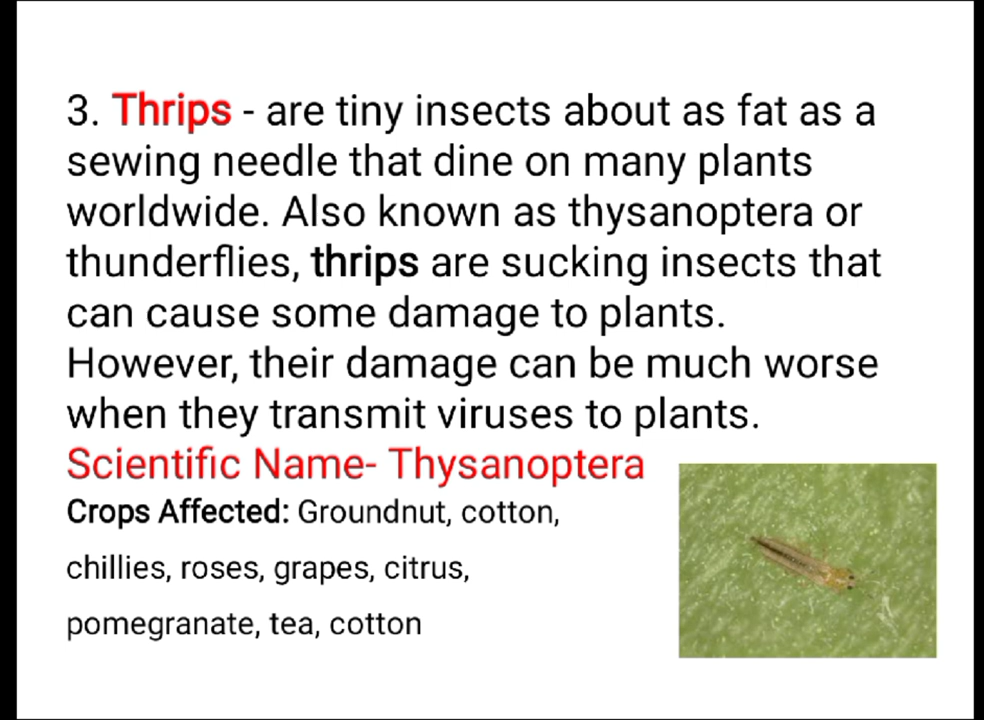 3. Thrips - are tiny insects about as fat as a
sewing needle that dine on many plants
worldwide. Also known as thysanoptera or
thunderflies, thrips are sucking insects that
can cause some damage to plants.
However, their damage can be much worse
when they transmit viruses to plants.
Scientific Name- Thysanoptera
Crops Affected: Groundnut, cotton,
chillies, roses, grapes, citrus,
pomegranate, tea, cotton